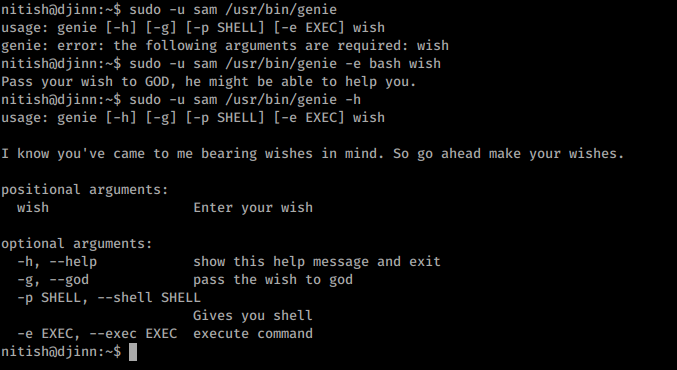 nitish@djinn:~$ sudo -u sam /usr/bin/genie
usage: genie [-h] [-g] [-p SHELL] [-e EXEC] wish
genie: error: the following arguments are required: wish
nitish@djinn:~$ sudo -u sam /usr/bin/genie -e bash wish
Pass your wish to GOD, he might be able to help you.
nitish@djinn:~$ sudo -u sam /usr/bin/genie -h
usage: genie [-h] [-g] [-p SHELL] [-e EXEC] wish

I know you've came to me bearing wishes in mind. So go ahead make your wishes.

positional arguments:
  wish                  Enter your wish

optional arguments:
  -h, --help            show this help message and exit
  -g, --god             pass the wish to god
  -p SHELL, --shell SHELL
                        Gives you shell
  -e EXEC, --exec EXEC  execute command
nitish@djinn:~$